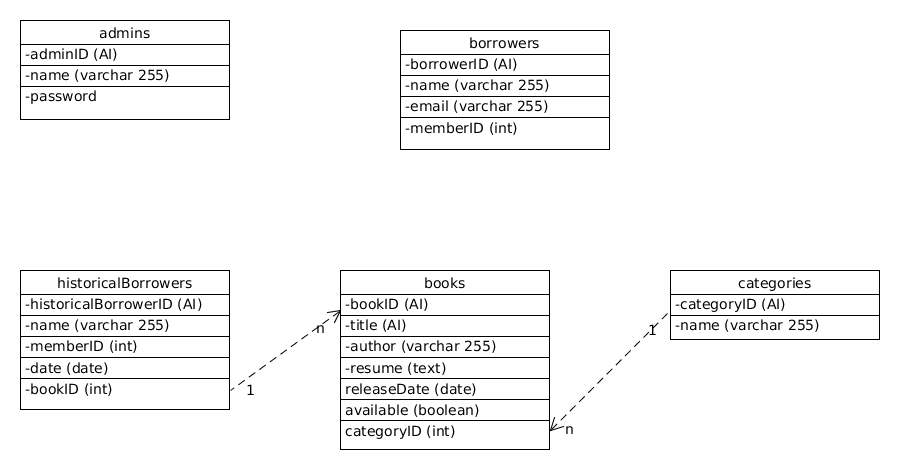 admins
-adminID (AI)
-name (varchar 255)
-password
borrowers
-borrowerID (AI)
-name (varchar 255)
-email (varchar 255)
-memberID (int)
historicalBorrowers
-historicalBorrowerID (AI)
-name (varchar 255)
-memberID (int)
-date (date)
-bookID (int)
1
n
books
-bookID (AI)
-title (AI)
-author (varchar 255)
-resume (text)
releaseDate (date)
available (boolean)
categoryID (int)
n
1
categories
-categoryID (AI)
-name (varchar 255)